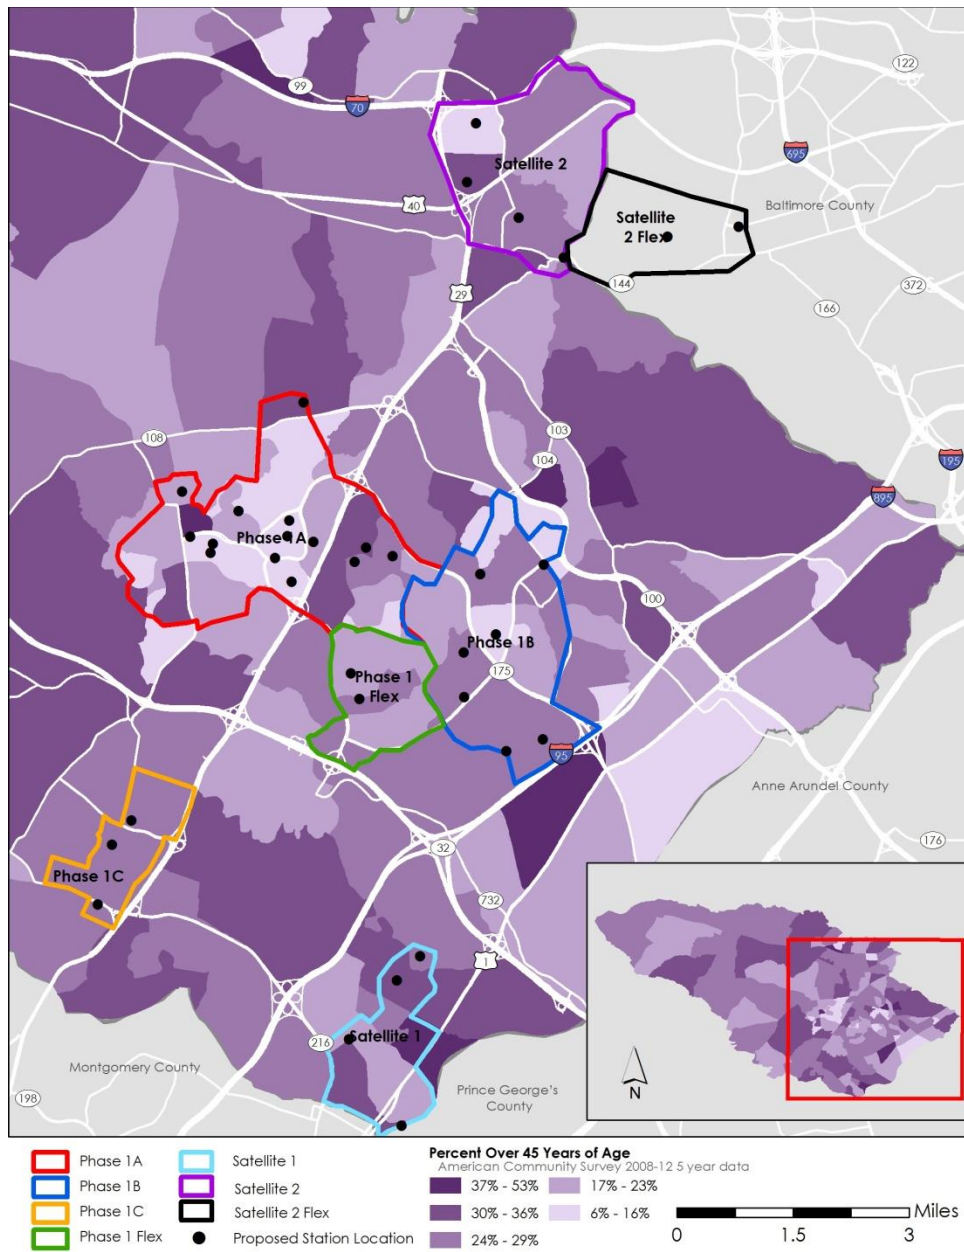 99
70
122
695
Satellite 2
40
Baltimore County
Satellite
2 Flex
144
29
372
166
108
103
104
195
895
Phase 1A
100
Phase 1B
175
Phase 1
Flex
95
Anne Arundel County
176
32
Phase 1C
732
1
216
Satellite 1
Montgomery County
Prince George's
County
198
N
Phase 1A
Phase 1B
Phase 1C
Phase 1 Flex
Satellite 1
Satellite 2
Satellite 2 Flex
Proposed Station Location
Percent Over 45 Years of Age
American Community Survey 2008-12 5 year data
37% - 53%
30% - 36%
24% - 29%
17% - 23%
6% - 16%
Miles
0 1.5 3